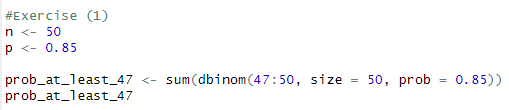 #Exercise (1)
n <- 50
p <- 0.85
prob_at_least_47 <- sum(dbinom(47:50, size = 50, prob = 0.85))
prob_at_least_47